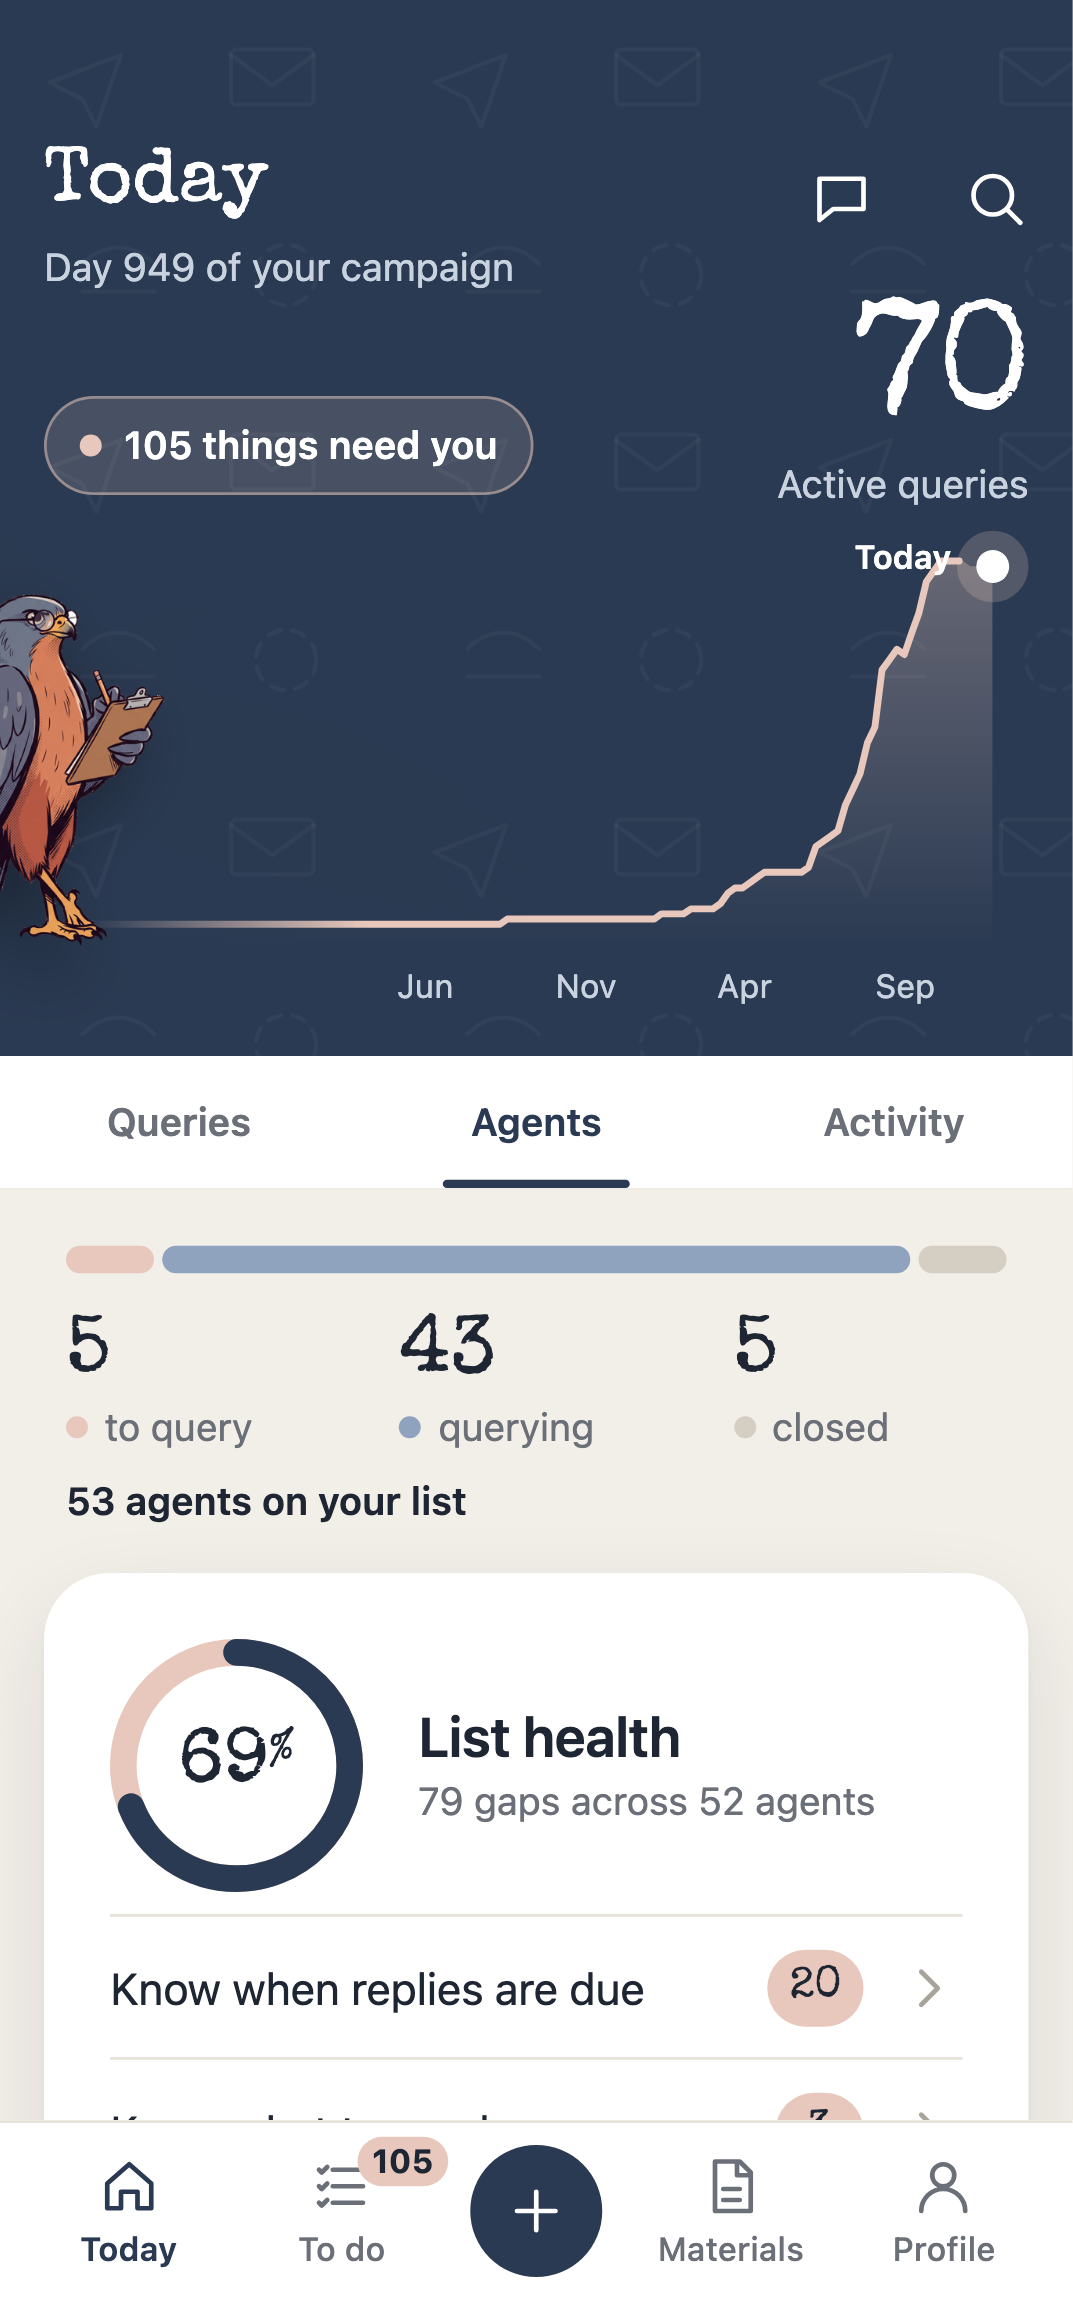 Today
Day 949 of your campaign
70
105 things need you
Active queries
Today
Jun Nov Apr Sep
Queries Agents Activity
5 43 5
to query querying closed
53 agents on your list
69%
List health
79 gaps across 52 agents
Know when replies are due 20
3
105
Today To do Materials Profile